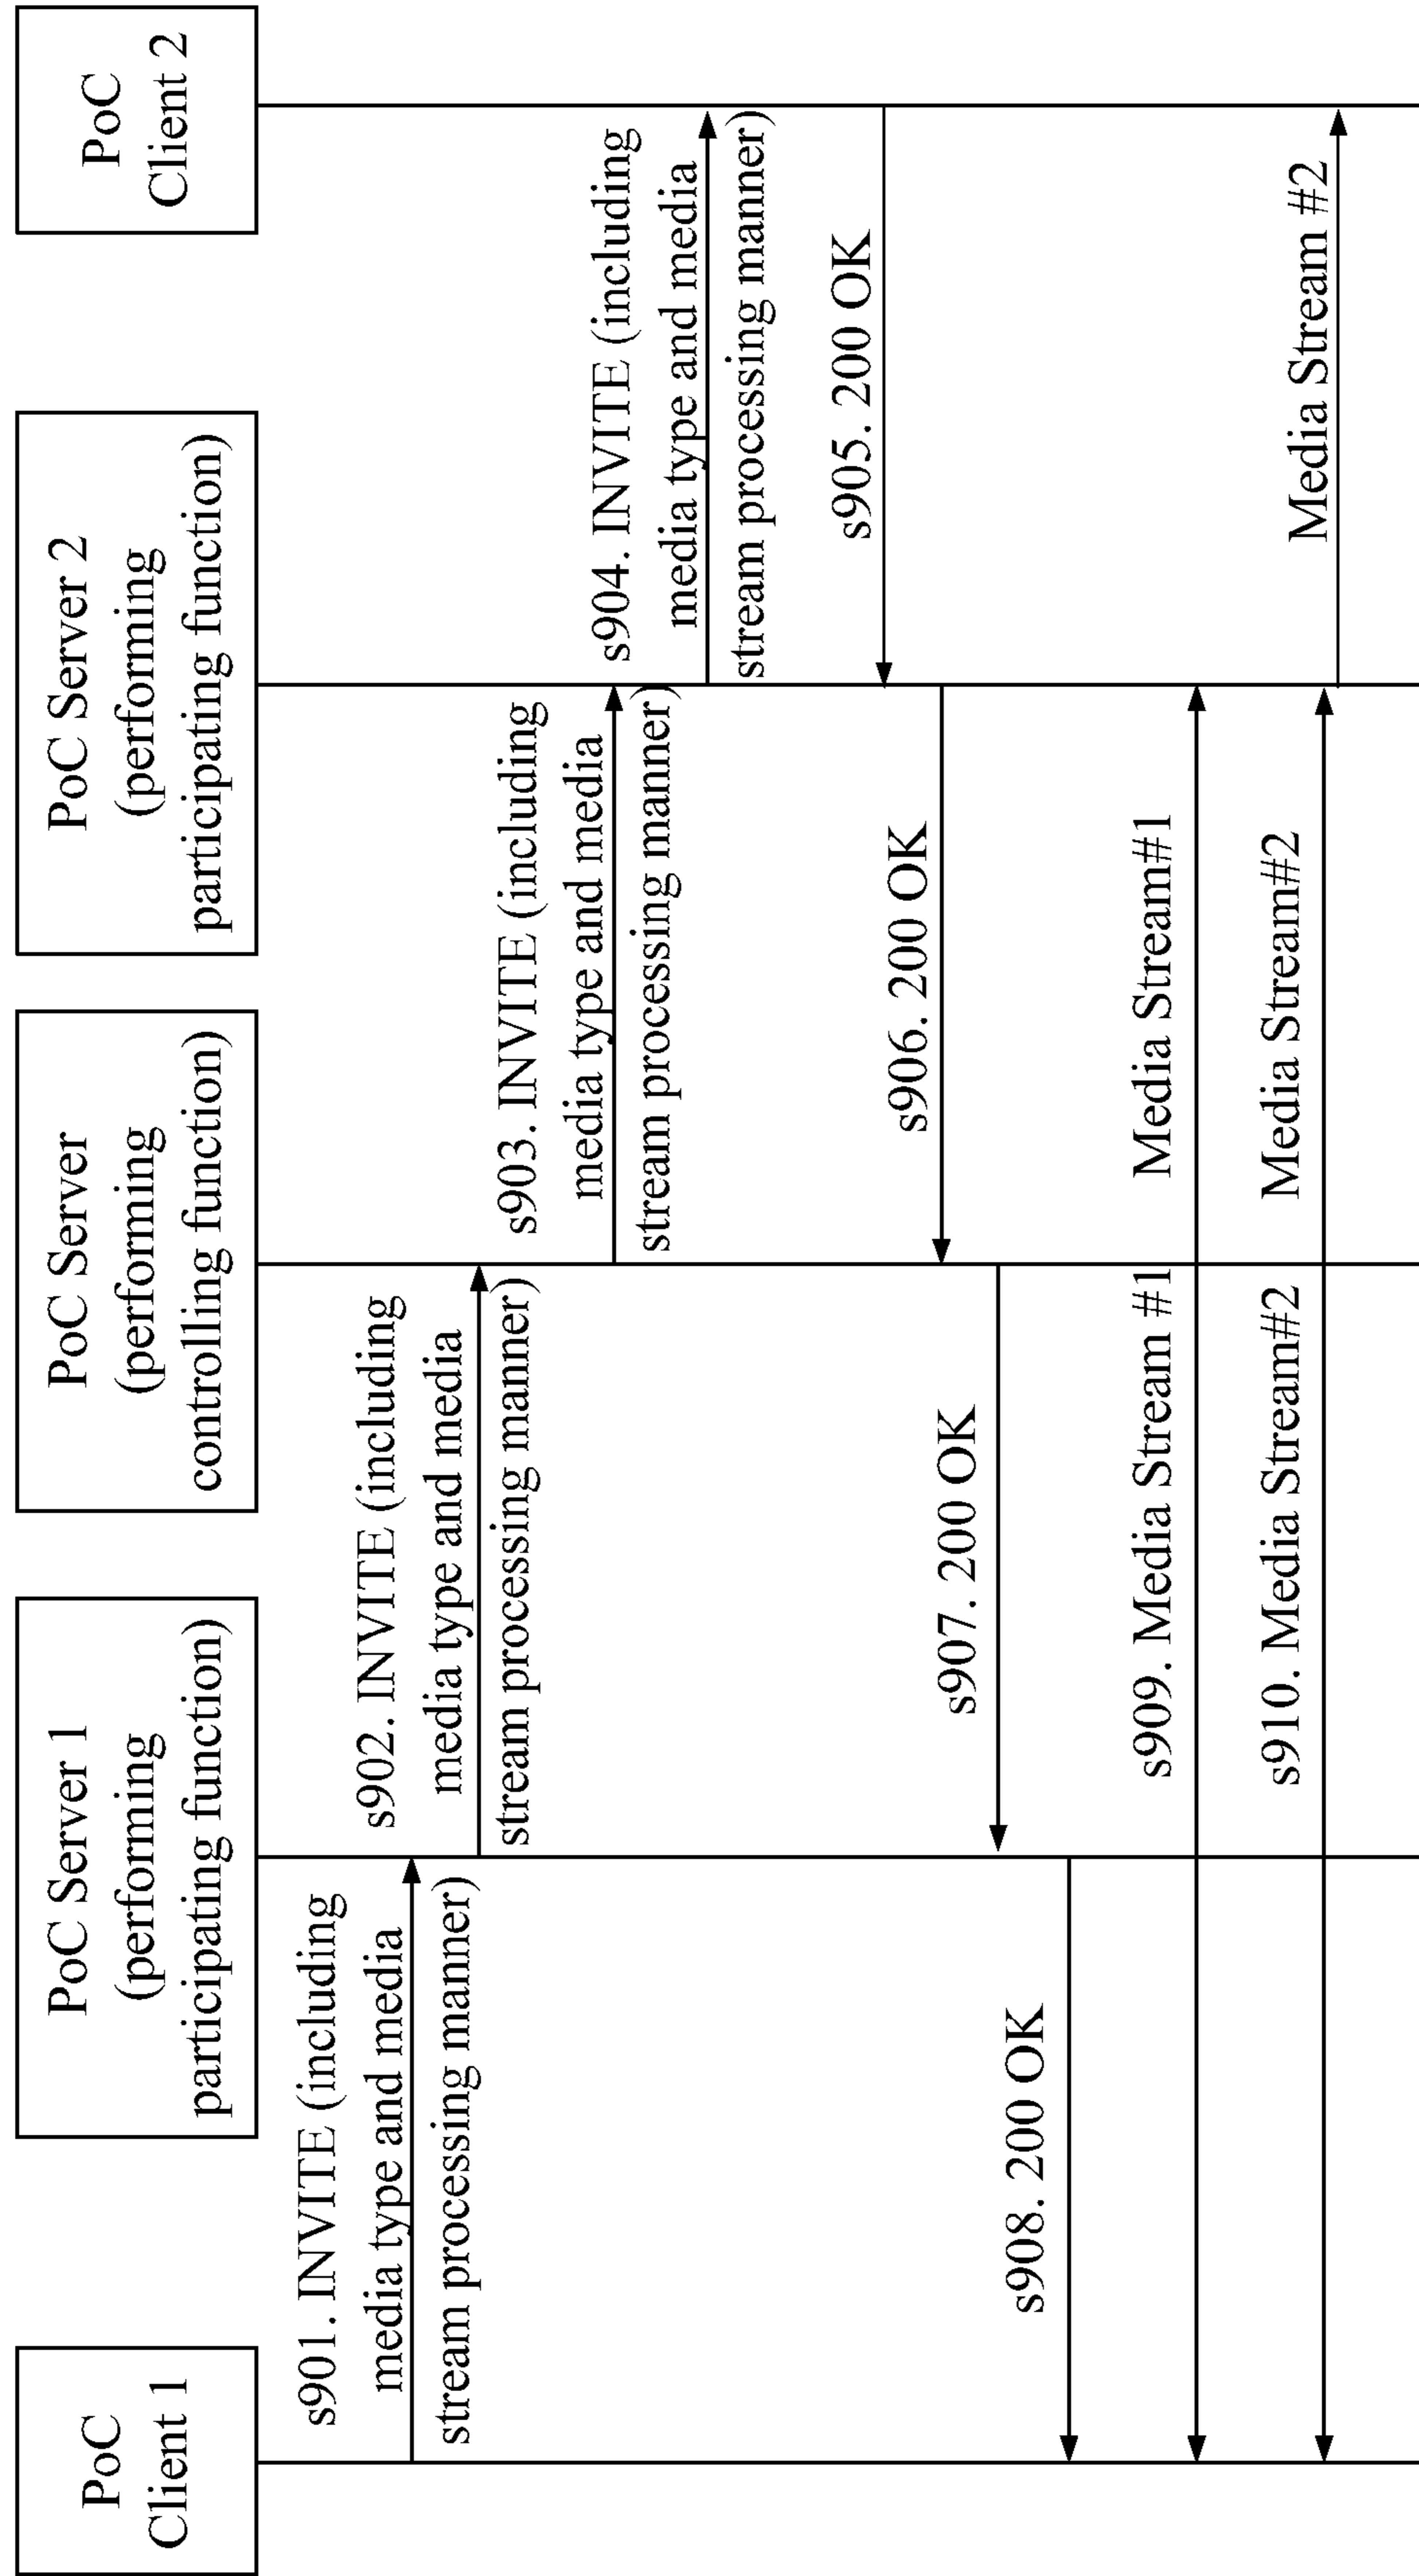 PoC
Client 1
PoC Server 1
(performing
participating function)
PoC Server
(performing
controlling function)
PoC Server 2
(performing
participating function)
PoC
Client 2
s901. INVITE (including
media type and media
stream processing manner)
s902. INVITE (including
media type and media
stream processing manner)
s903. INVITE (including
media type and media
stream processing manner)
s904. INVITE (including
media type and media
stream processing manner)
s905. 200 OK
s906. 200 OK
s907. 200 OK
s908. 200 OK
s909. Media Stream #1
Media Stream#1
s910. Media Stream#2
Media Stream#2
Media Stream #2